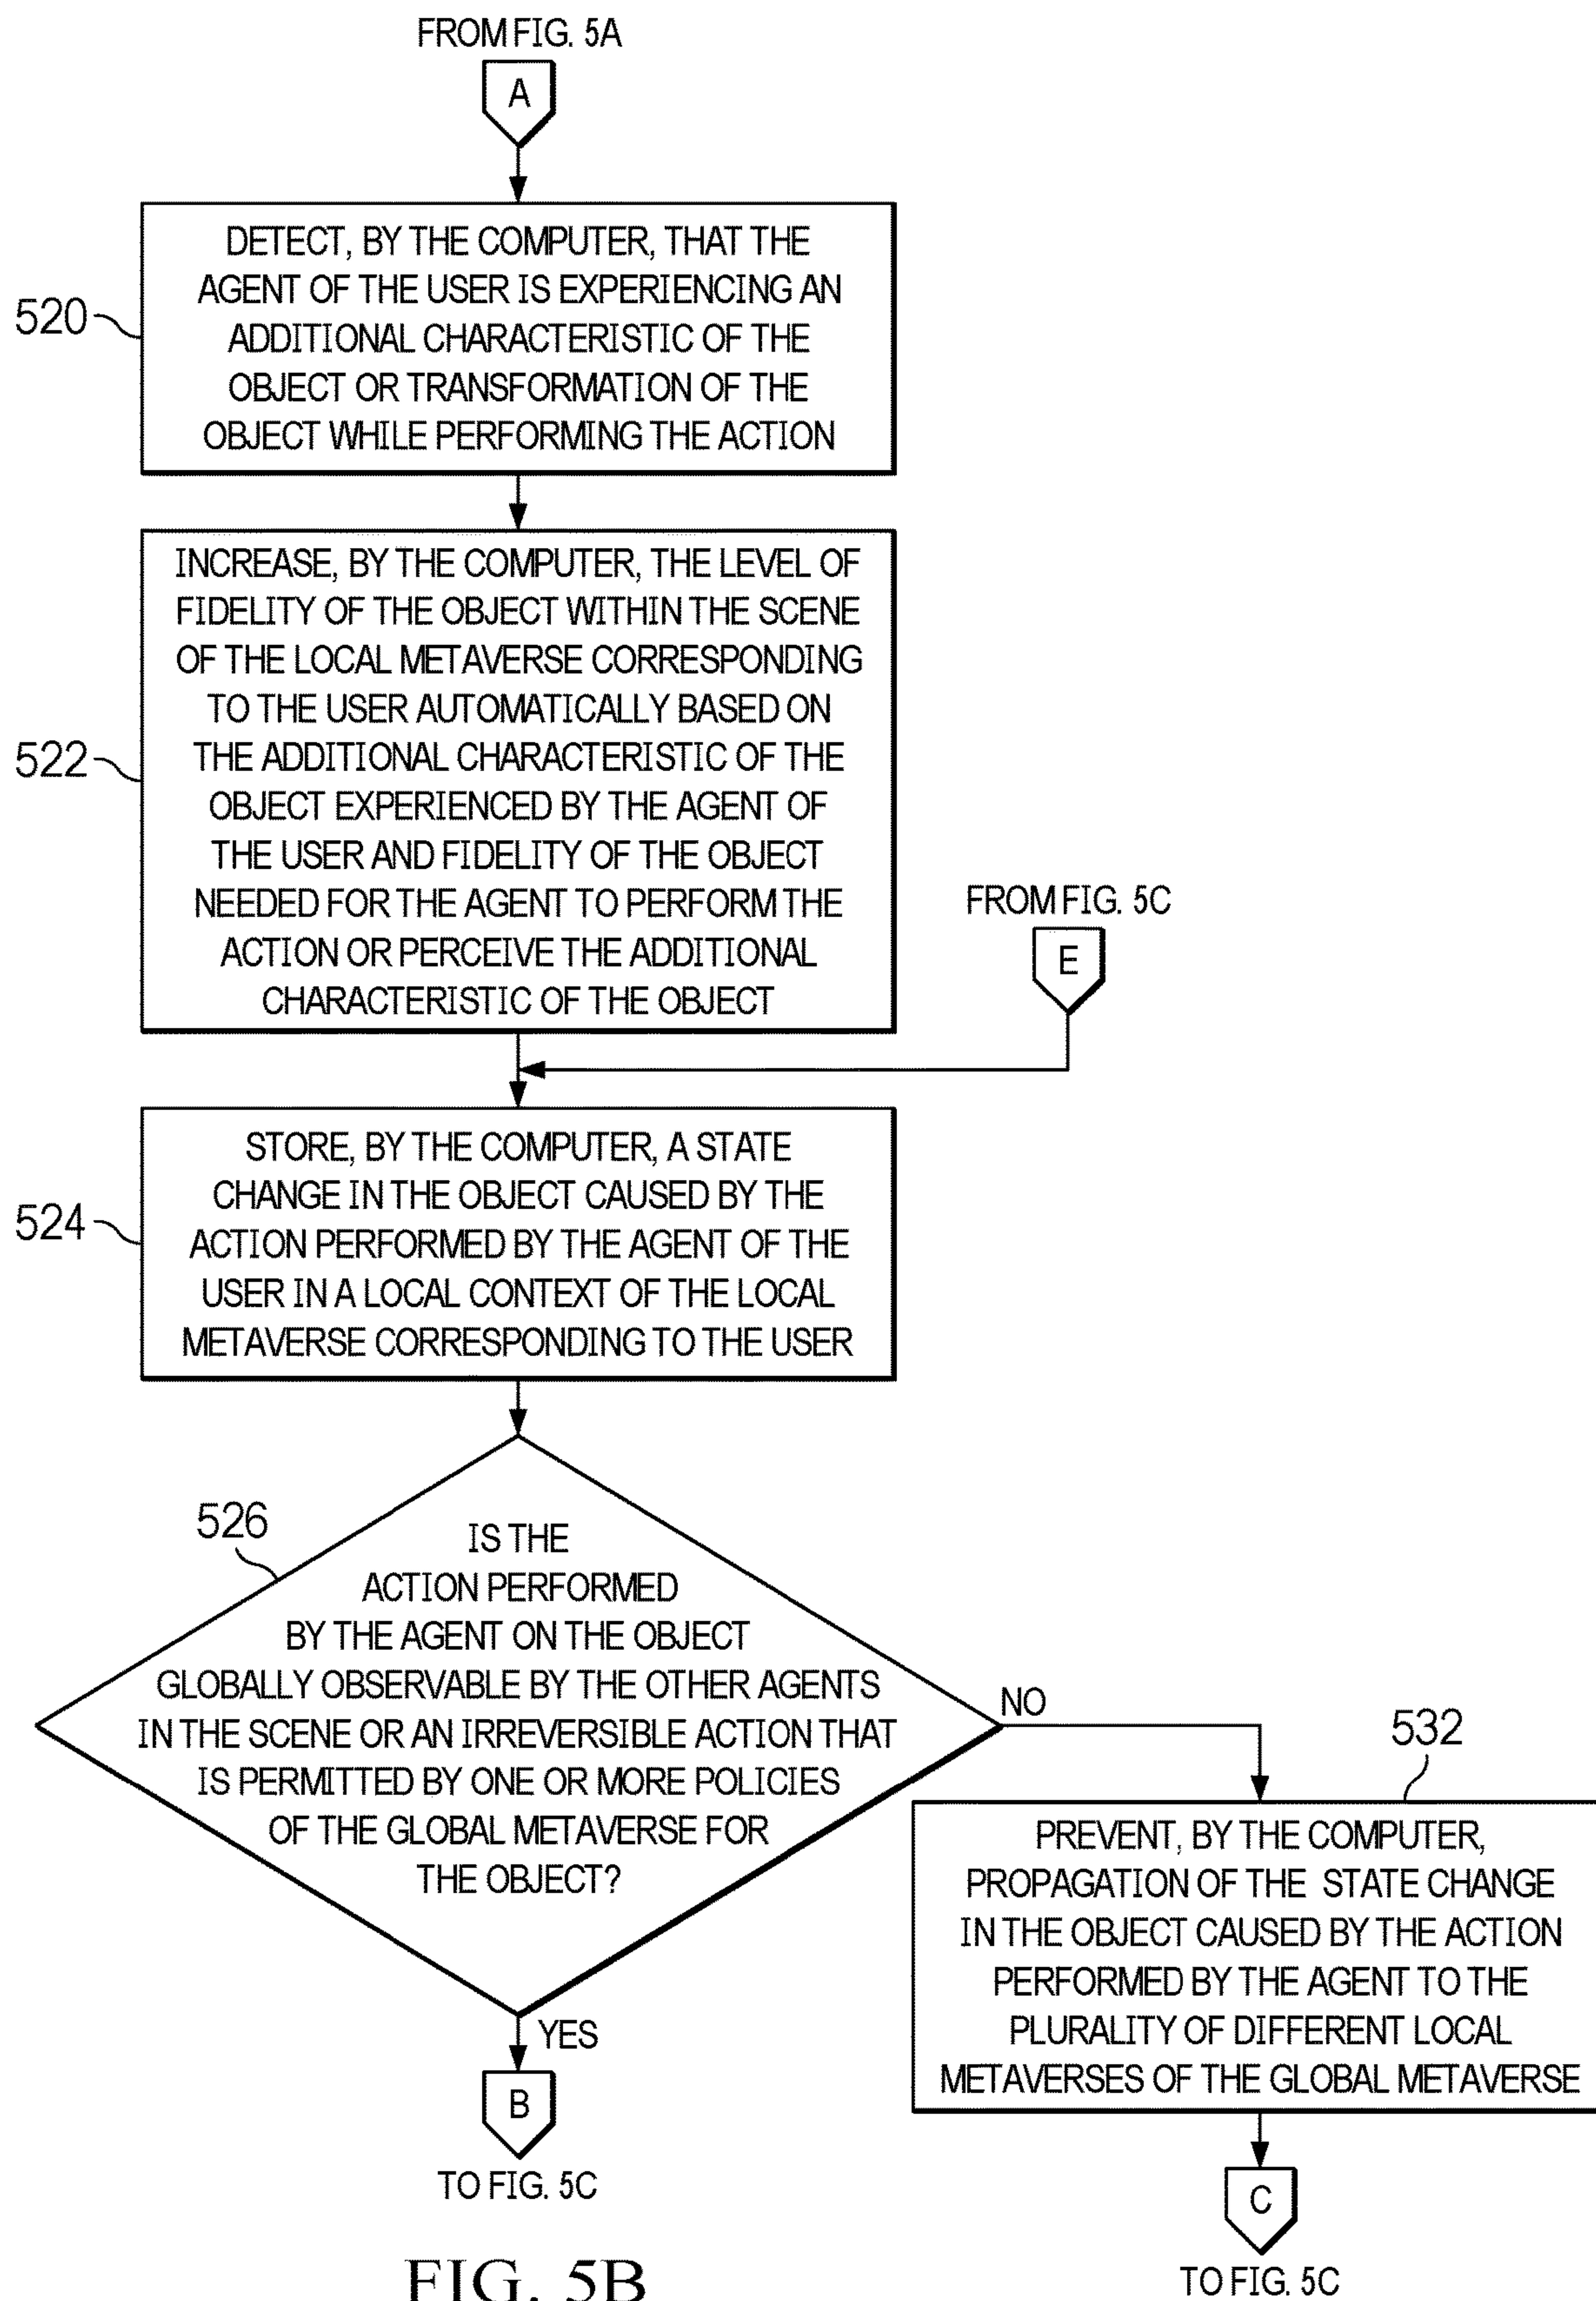 FROM FIG. 5A
A
520
DETECT, BY THE COMPUTER, THAT THE
AGENT OF THE USER IS EXPERIENCING AN
ADDITIONAL CHARACTERISTIC OF THE
OBJECT OR TRANSFORMATION OF THE
OBJECT WHILE PERFORMING THE ACTION
522
INCREASE, BY THE COMPUTER, THE LEVEL OF
FIDELITY OF THE OBJECT WITHIN THE SCENE
OF THE LOCAL METAVERSE CORRESPONDING
TO THE USER AUTOMATICALLY BASED ON
THE ADDITIONAL CHARACTERISTIC OF THE
OBJECT EXPERIENCED BY THE AGENT OF
THE USER AND FIDELITY OF THE OBJECT
NEEDED FOR THE AGENT TO PERFORM THE
ACTION OR PERCEIVE THE ADDITIONAL
CHARACTERISTIC OF THE OBJECT
FROM FIG. 5C
E
524
STORE, BY THE COMPUTER, A STATE
CHANGE IN THE OBJECT CAUSED BY THE
ACTION PERFORMED BY THE AGENT OF THE
USER IN A LOCAL CONTEXT OF THE LOCAL
METAVERSE CORRESPONDING TO THE USER
526
IS THE
ACTION PERFORMED
BY THE AGENT ON THE OBJECT
GLOBALLY OBSERVABLE BY THE OTHER AGENTS
IN THE SCENE OR AN IRREVERSIBLE ACTION THAT
IS PERMITTED BY ONE OR MORE POLICIES
OF THE GLOBAL METAVERSE FOR
THE OBJECT?
NO
532
PREVENT, BY THE COMPUTER,
PROPAGATION OF THE STATE CHANGE
IN THE OBJECT CAUSED BY THE ACTION
PERFORMED BY THE AGENT TO THE
PLURALITY OF DIFFERENT LOCAL
METAVERSES OF THE GLOBAL METAVERSE
YES
B
TO FIG. 5C
C
TO FIG. 5C
FIG. 5B